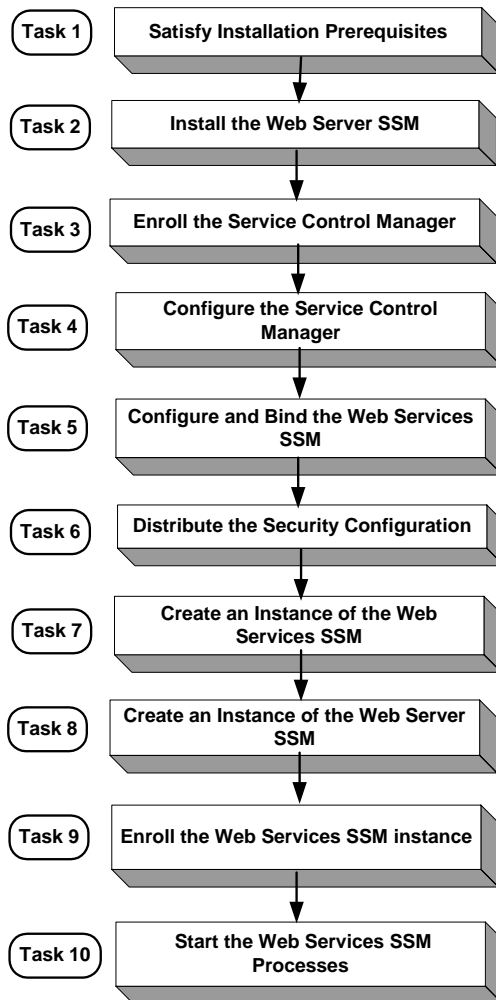 Task 1
Satisfy Installation Prerequisites
Task 2
Install the Web Server SSM
Task 3
Enroll the Service Control Manager
Task 4
Configure the Service Control
Manager
Task 5
Configure and Bind the Web Services
SSM
Task 6
Distribute the Security Configuration
Task 7
Create an Instance of the Web
Services SSM
Task 8
Create an Instance of the Web Server
SSM
Task 9
Enroll the Web Services SSM instance
Task 10
Start the Web Services SSM
Processes